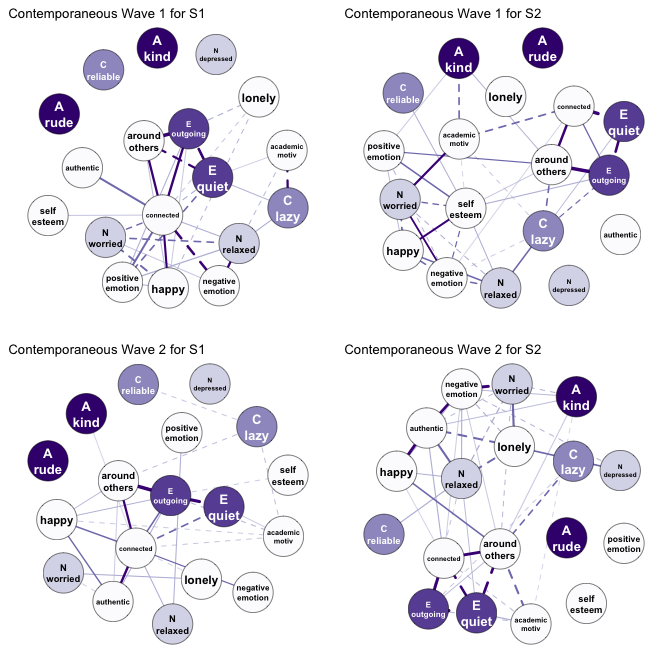 Contemporaneous Wave 1 for S1
A
kind
N
depressed
C
reliable
lonely
A
rude
E
outgoing
around
others
academic
motiv
authentic
E
quiet
C
lazy
self
esteem
connected
N
worried
N
relaxed
positive
emotion
happy
negative
emotion
Contemporaneous Wave 1 for S2
A
rude
A
kind
C
reliable
lonely
connected
E
quiet
academic
motiv
positive
emotion
around
others
E
outgoing
N
worried
self
esteem
C
lazy
authentic
happy
negative
emotion
N
relaxed
N
depressed
Contemporaneous Wave 2 for S1
C
reliable
N
depressed
A
kind
C
lazy
positive
emotion
A
rude
self
esteem
around
others
E
outgoing
E
quiet
happy
academic
motiv
connected
N
worried
lonely
negative
emotion
authentic
N
relaxed
Contemporaneous Wave 2 for S2
negative
emotion
N
worried
A
kind
authentic
lonely
C
lazy
happy
N
relaxed
N
depressed
C
reliable
A
rude
positive
emotion
connected
around
others
E
outgoing
E
quiet
self
esteem
academic
motiv